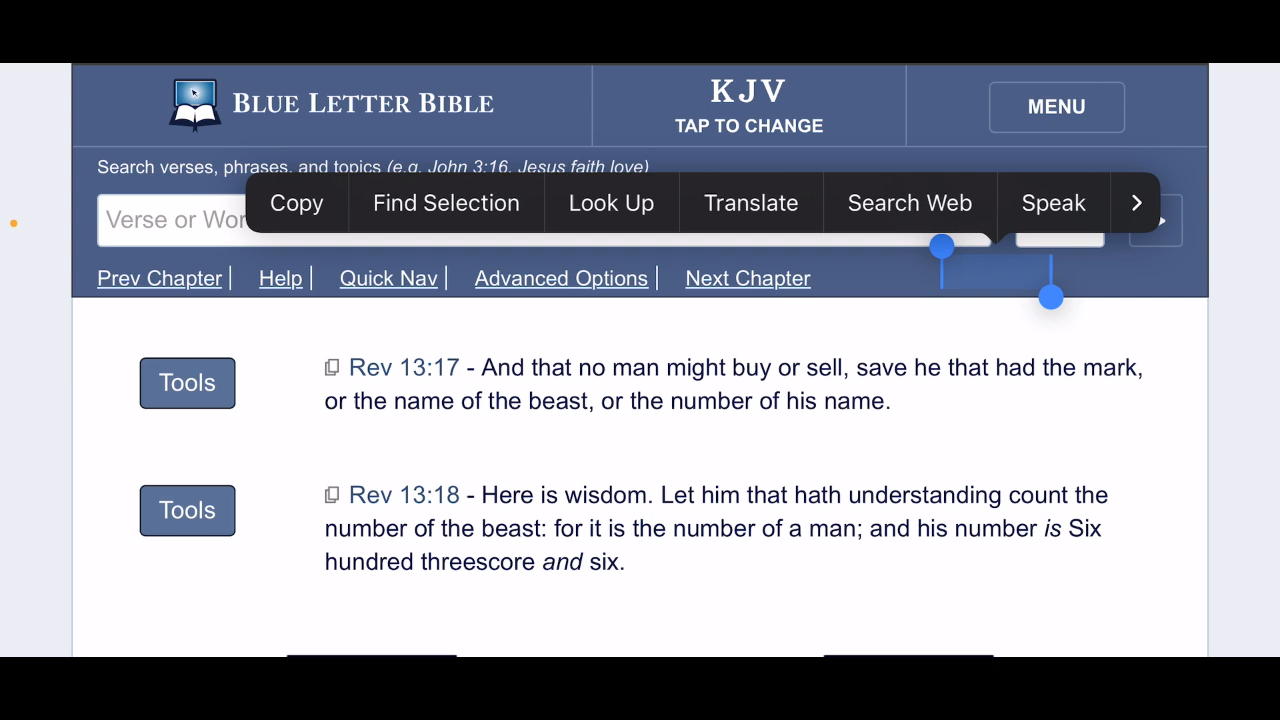 BLUE LETTER BIBLE
KJV
TAP TO CHANGE
MENU
Search verses, phrases, and topics (e.g. John 3:16, Jesus faith love)
Copy Find Selection Look Up Translate Search Web Speak
Verse or Wor
Prev Chapter Help Quick Nav Advanced Options Next Chapter
Tools
Rev 13:17 - And that no man might buy or sell, save he that had the mark,
or the name of the beast, or the number of his name.
Tools
Rev 13:18 - Here is wisdom. Let him that hath understanding count the
number of the beast: for it is the number of a man; and his number is Six
hundred threescore and six.